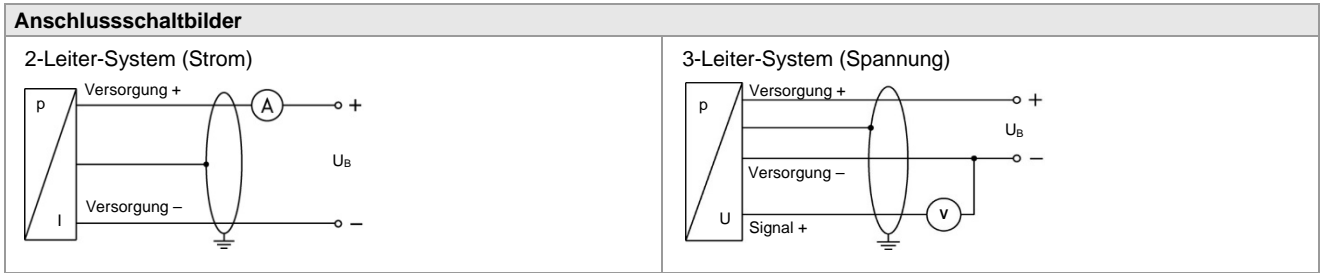 Anschlussschaltbilder
2-Leiter-System (Strom)
p
Versorgung +
A
+
UB
Versorgung –
I
–
3-Leiter-System (Spannung)
p
Versorgung +
+
UB
–
Versorgung –
U
V
Signal +